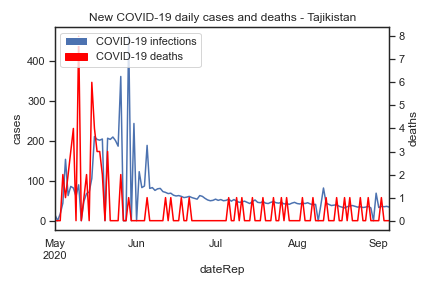 New COVID-19 daily cases and deaths - Tajikistan
COVID-19 infections
COVID-19 deaths
400
300
200
100
0
cases
8
7
6
5
4
3
2
1
0
deaths
May Jun Jul Aug Sep
2020
dateRep